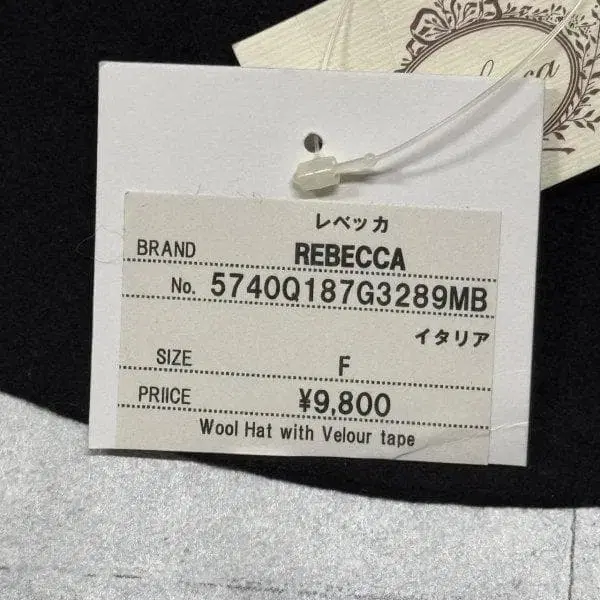 レベッカ
BRAND REBECCA
No. 5740Q187G3289MB
イタリア
SIZE F
PRIICE ¥9,800
Wool Hat with Velour tape